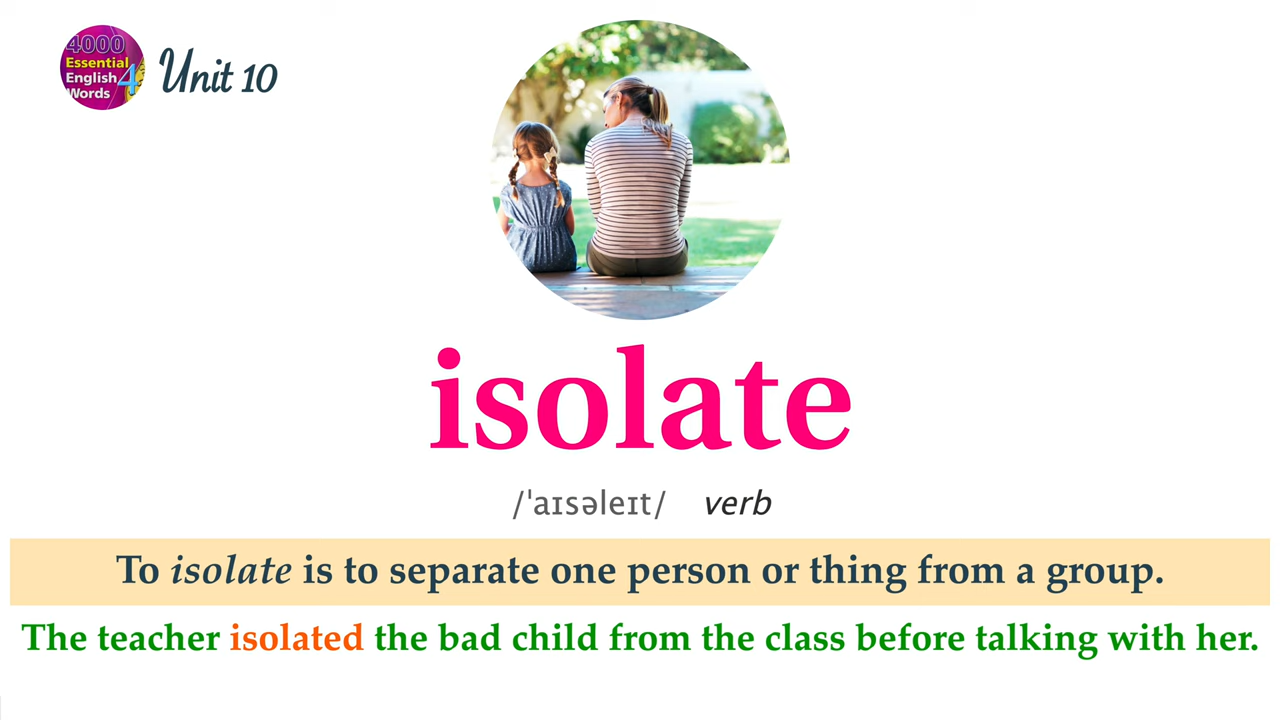 4000
Essential
English
Words
4
Unit 10
isolate
/ˈaɪsəleɪt/ verb
To isolate is to separate one person or thing from a group.
The teacher isolated the bad child from the class before talking with her.